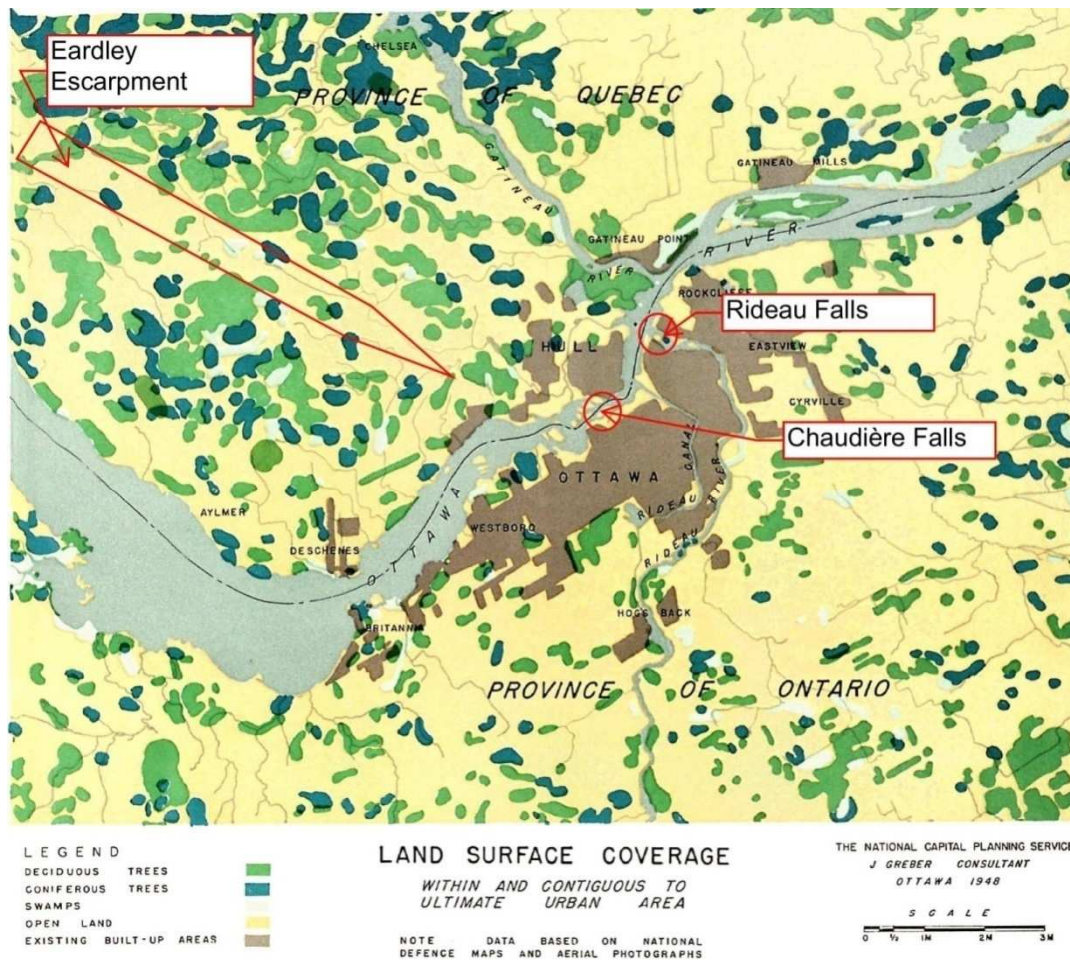 Eardley
Escarpment
CHELSEA
PROVINCE OF QUEBEC
GATINEAU
GATINEAU MILLS
GATINEAU POINT
RIVER
RIVER
ROCKCLIFFE
Rideau Falls
HULL
EASTVIEW
CYRVILLE
Chaudière Falls
OTTAWA
CANAL
RIDEAU
RIVER
RIDEAU
AYLMER
OTTAWA
WESTBORO
DESCHENES
HOGS BACK
BRITANNIA
PROVINCE OF ONTARIO
LEGEND
DECIDUOUS TREES
CONIFEROUS TREES
SWAMPS
OPEN LAND
EXISTING BUILT-UP AREAS
LAND SURFACE COVERAGE
WITHIN AND CONTIGUOUS TO
ULTIMATE URBAN AREA
NOTE DATA BASED ON NATIONAL
DEFENCE MAPS AND AERIAL PHOTOGRAPHS
THE NATIONAL CAPITAL PLANNING SERVICE
J GREBER CONSULTANT
OTTAWA 1948
SCALE
0 ½ 1M 2M 3M